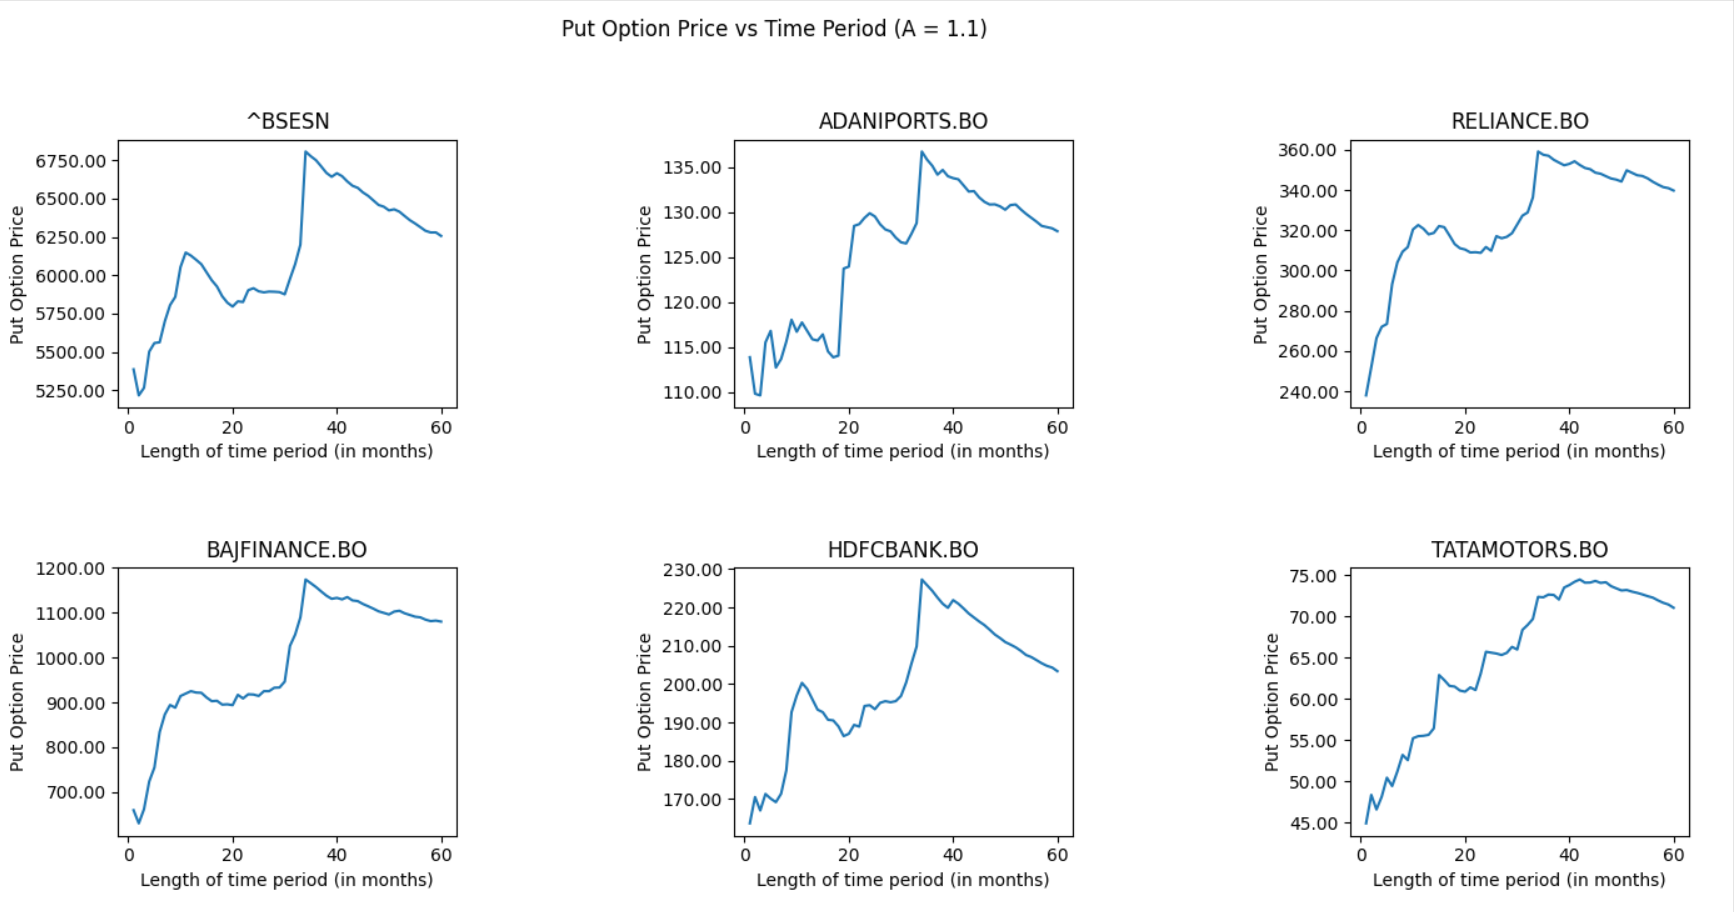 Put Option Price vs Time Period (A = 1.1)
^BSESN
Put Option Price
6750.00
6500.00
6250.00
6000.00
5750.00
5500.00
5250.00
0 20 40 60
Length of time period (in months)
ADANIPORTS.BO
Put Option Price
135.00
130.00
125.00
120.00
115.00
110.00
0 20 40 60
Length of time period (in months)
RELIANCE.BO
Put Option Price
360.00
340.00
320.00
300.00
280.00
260.00
240.00
0 20 40 60
Length of time period (in months)
BAJFINANCE.BO
Put Option Price
1200.00
1100.00
1000.00
900.00
800.00
700.00
0 20 40 60
Length of time period (in months)
HDFCBANK.BO
Put Option Price
230.00
220.00
210.00
200.00
190.00
180.00
170.00
0 20 40 60
Length of time period (in months)
TATAMOTORS.BO
Put Option Price
75.00
70.00
65.00
60.00
55.00
50.00
45.00
0 20 40 60
Length of time period (in months)